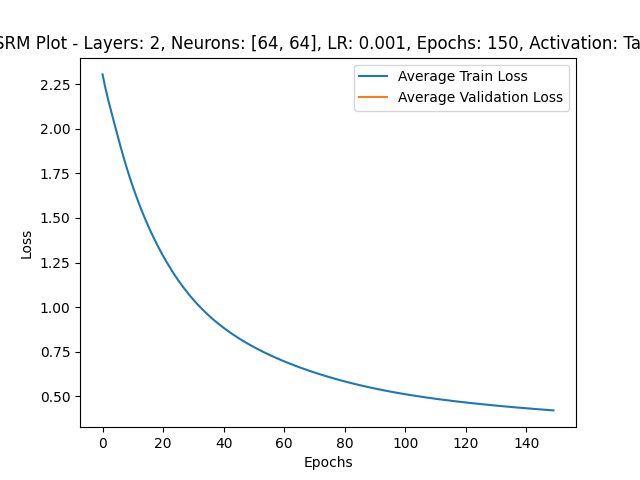 SRM Plot - Layers: 2, Neurons: [64, 64], LR: 0.001, Epochs: 150, Activation: Ta
Average Train Loss
Average Validation Loss
2.25
2.00
1.75
1.50
1.25
1.00
0.75
0.50
Loss
0 20 40 60 80 100 120 140
Epochs